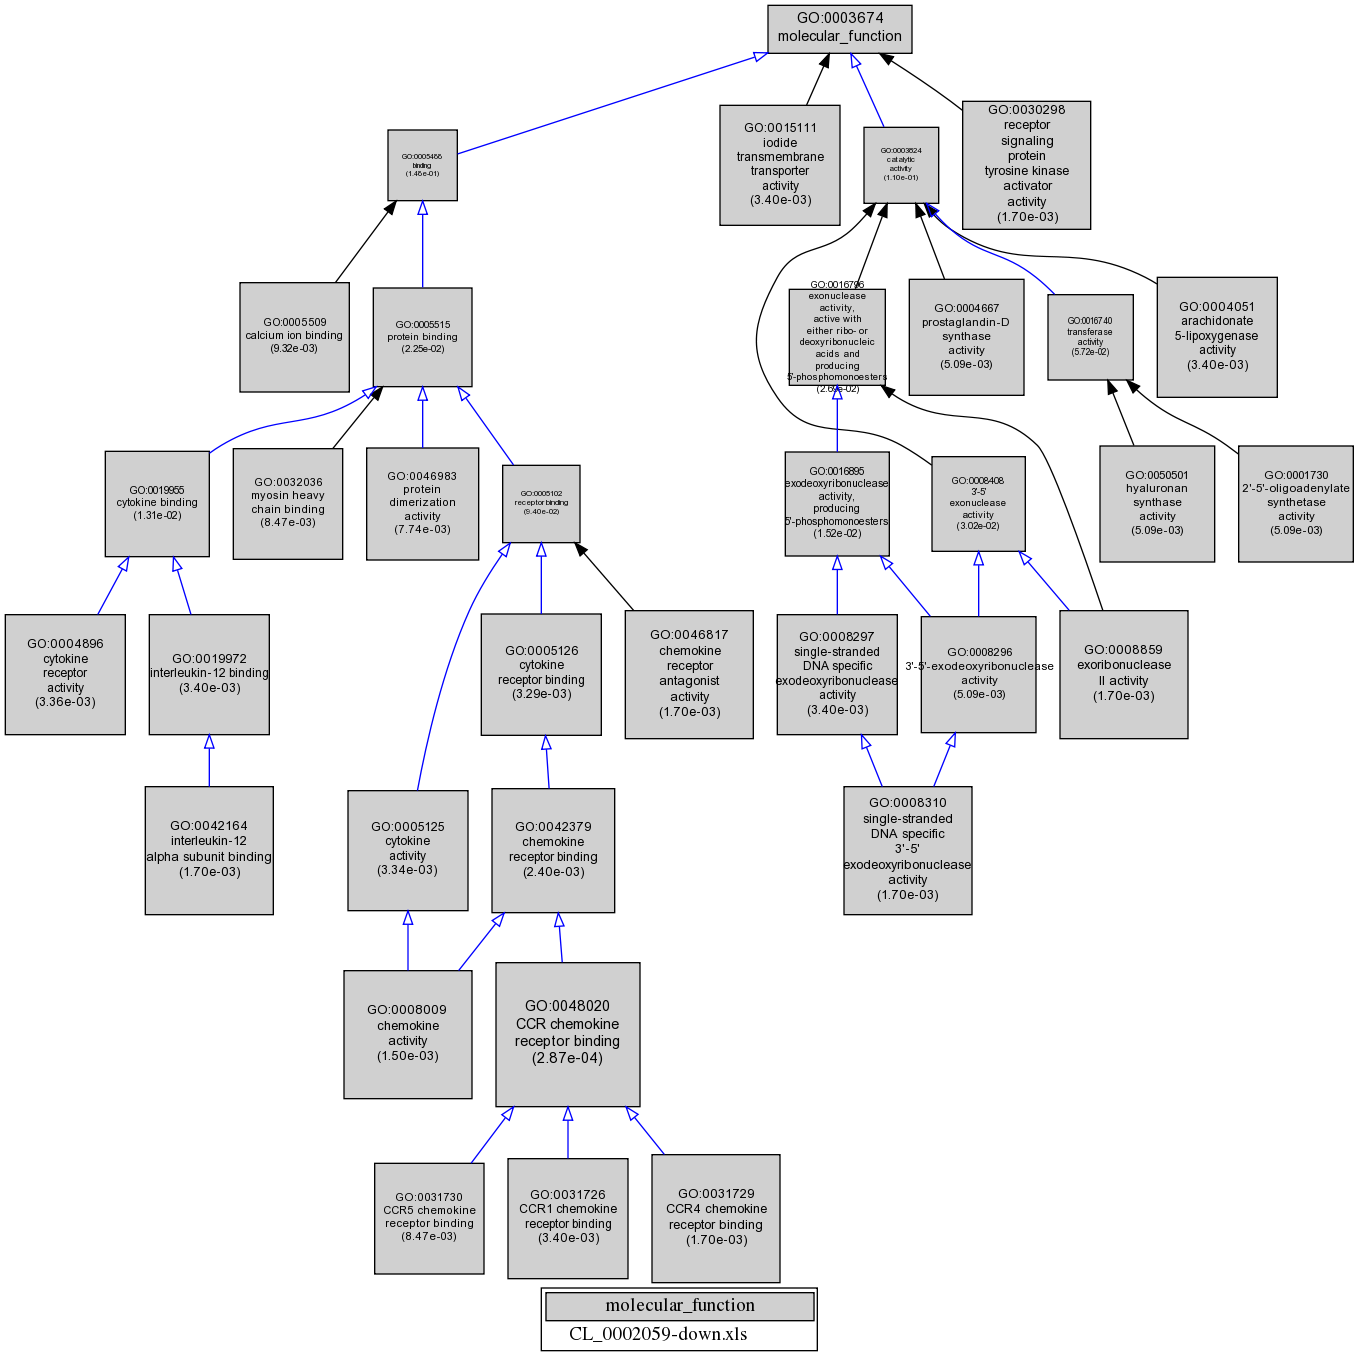 GO:0003674
molecular_function
GO:0005488
binding
(1.48e-01)
GO:0015111
iodide
transmembrane
transporter
activity
(3.40e-03)
GO:0003824
catalytic
activity
(1.10e-01)
GO:0030298
receptor
signaling
protein
tyrosine kinase
activator
activity
(1.70e-03)
GO:0005509
calcium ion binding
(9.32e-03)
GO:0005515
protein binding
(2.25e-02)
GO:0016796
exonuclease
activity,
active with
either ribo- or
deoxyribonucleic
acids and
producing
5'-phosphomonoesters
(2.69e-02)
GO:0004667
prostaglandin-D
synthase
activity
(5.09e-03)
GO:0016740
transferase
activity
(5.72e-02)
GO:0004051
arachidonate
5-lipoxygenase
activity
(3.40e-03)
GO:0019955
cytokine binding
(1.31e-02)
GO:0032036
myosin heavy
chain binding
(8.47e-03)
GO:0046983
protein
dimerization
activity
(7.74e-03)
GO:0005102
receptor binding
(9.40e-02)
GO:0016895
exodeoxyribonuclease
activity,
producing
5'-phosphomonoesters
(1.52e-02)
GO:0008408
3'-5'
exonuclease
activity
(3.02e-02)
GO:0050501
hyaluronan
synthase
activity
(5.09e-03)
GO:0001730
2'-5'-oligoadenylate
synthetase
activity
(5.09e-03)
GO:0004896
cytokine
receptor
activity
(3.36e-03)
GO:0019972
interleukin-12 binding
(3.40e-03)
GO:0005126
cytokine
receptor binding
(3.29e-03)
GO:0046817
chemokine
receptor
antagonist
activity
(1.70e-03)
GO:0008297
single-stranded
DNA specific
exodeoxyribonuclease
activity
(3.40e-03)
GO:0008296
3'-5'-exodeoxyribonuclease
activity
(5.09e-03)
GO:0008859
exoribonuclease
II activity
(1.70e-03)
GO:0042164
interleukin-12
alpha subunit binding
(1.70e-03)
GO:0005125
cytokine
activity
(3.34e-03)
GO:0042379
chemokine
receptor binding
(2.40e-03)
GO:0008310
single-stranded
DNA specific
3'-5'
exodeoxyribonuclease
activity
(1.70e-03)
GO:0008009
chemokine
activity
(1.50e-03)
GO:0048020
CCR chemokine
receptor binding
(2.87e-04)
GO:0031730
CCR5 chemokine
receptor binding
(8.47e-03)
GO:0031726
CCR1 chemokine
receptor binding
(3.40e-03)
GO:0031729
CCR4 chemokine
receptor binding
(1.70e-03)
molecular_function
CL_0002059-down.xls